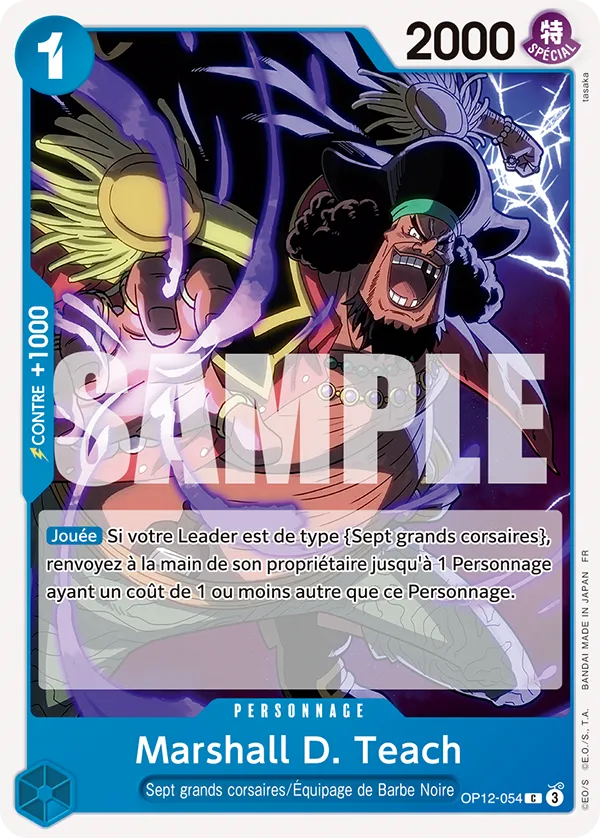 1
2000
特
SPÉCIAL
tasaka
CONTRE +1000
SAMPLE
Jouée Si votre Leader est de type {Sept grands corsaires},
renvoyez à la main de son propriétaire jusqu'à 1 Personnage
ayant un coût de 1 ou moins autre que ce Personnage.
PERSONNAGE
Marshall D. Teach
Sept grands corsaires/Équipage de Barbe Noire
OP12-054 C 3
©E.O/S ©E.O./S., T.A. BANDAI MADE IN JAPAN FR